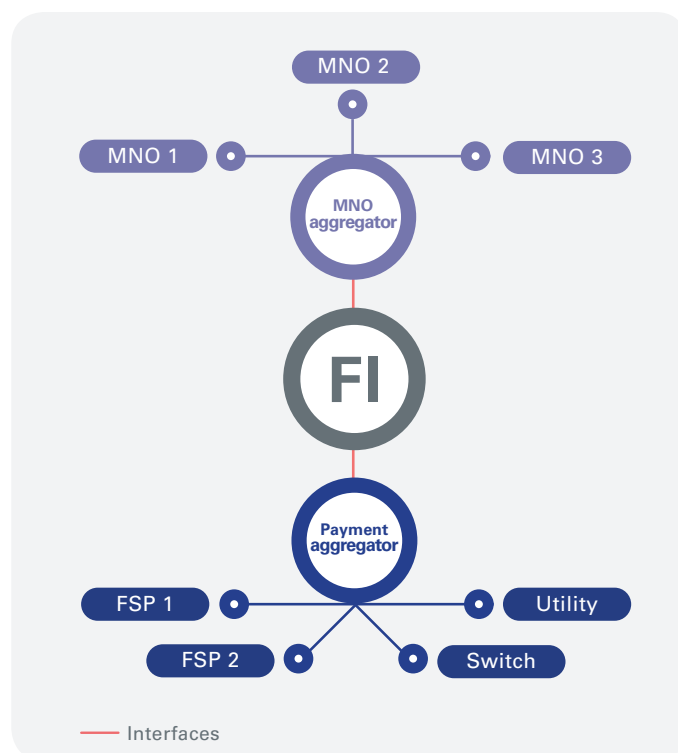 MNO 2
MNO 1
MNO 3
MNO
aggregator
FI
Payment
aggregator
FSP 1
Utility
FSP 2
Switch
Interfaces